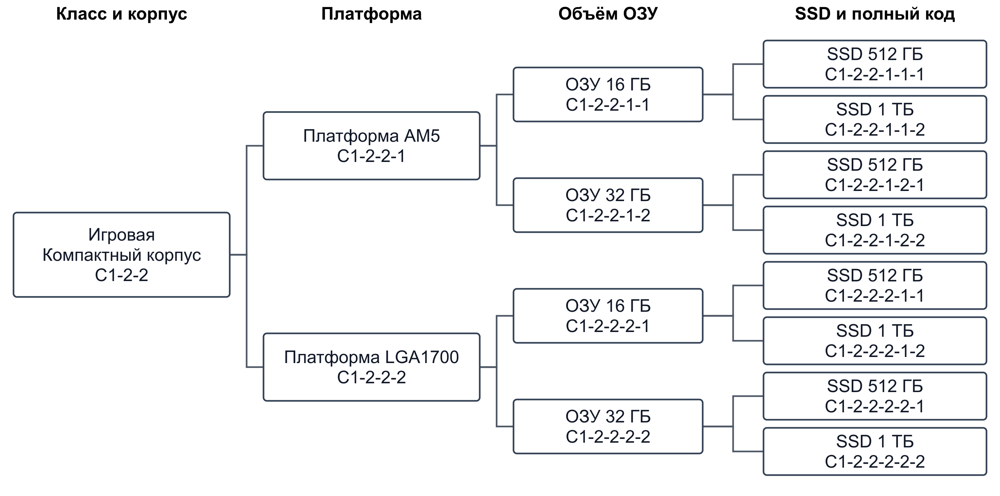 Класс и корпус
Платформа
Объём ОЗУ
SSD и полный код
Игровая
Компактный корпус
C1-2-2
Платформа AM5
C1-2-2-1
Платформа LGA1700
C1-2-2-2
ОЗУ 16 ГБ
C1-2-2-1-1
ОЗУ 32 ГБ
C1-2-2-1-2
ОЗУ 16 ГБ
C1-2-2-2-1
ОЗУ 32 ГБ
C1-2-2-2-2
SSD 512 ГБ
C1-2-2-1-1-1
SSD 1 ТБ
C1-2-2-1-1-2
SSD 512 ГБ
C1-2-2-1-2-1
SSD 1 ТБ
C1-2-2-1-2-2
SSD 512 ГБ
C1-2-2-2-1-1
SSD 1 ТБ
C1-2-2-2-1-2
SSD 512 ГБ
C1-2-2-2-2-1
SSD 1 ТБ
C1-2-2-2-2-2